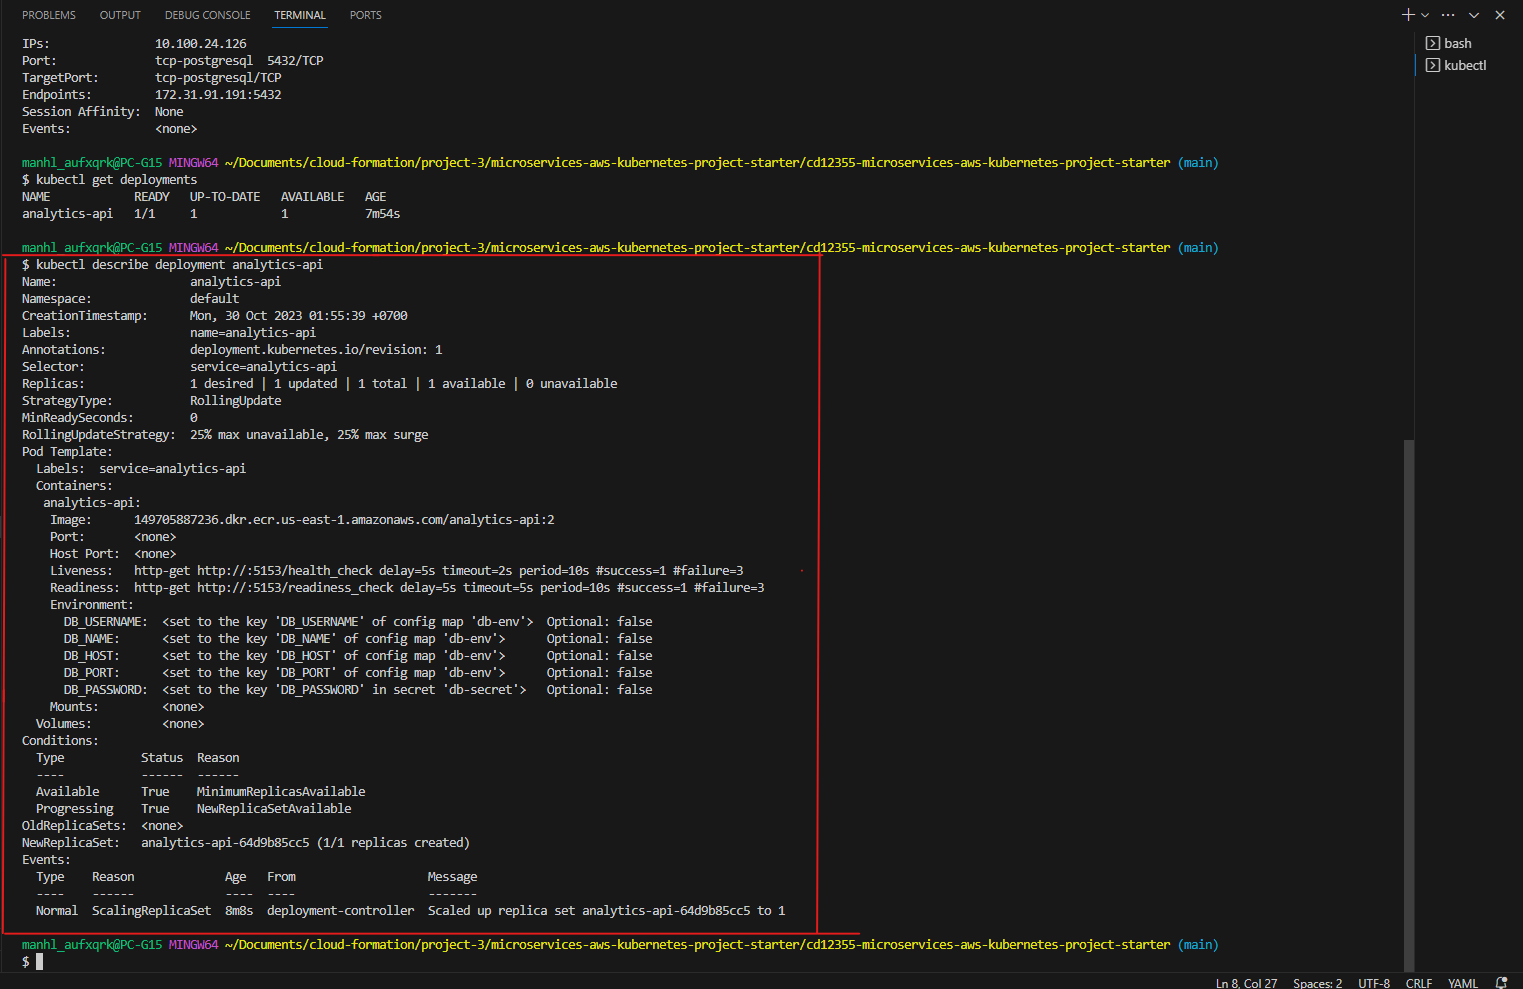 PROBLEMS OUTPUT DEBUG CONSOLE TERMINAL PORTS
bash
kubectl
IPs: 10.100.24.126
Port: tcp-postgresql 5432/TCP
TargetPort: tcp-postgresql/TCP
Endpoints: 172.31.91.191:5432
Session Affinity: None
Events: <none>
manhl_aufxqrk@PC-G15 MINGW64 ~/Documents/cloud-formation/project-3/microservices-aws-kubernetes-project-starter/cd12355-microservices-aws-kubernetes-project-starter (main)
$ kubectl get deployments
NAME READY UP-TO-DATE AVAILABLE AGE
analytics-api 1/1 1 1 7m54s
manhl_aufxqrk@PC-G15 MINGW64 ~/Documents/cloud-formation/project-3/microservices-aws-kubernetes-project-starter/cd12355-microservices-aws-kubernetes-project-starter (main)
$ kubectl describe deployment analytics-api
Name: analytics-api
Namespace: default
CreationTimestamp: Mon, 30 Oct 2023 01:55:39 +0700
Labels: name=analytics-api
Annotations: deployment.kubernetes.io/revision: 1
Selector: service=analytics-api
Replicas: 1 desired | 1 updated | 1 total | 1 available | 0 unavailable
StrategyType: RollingUpdate
MinReadySeconds: 0
RollingUpdateStrategy: 25% max unavailable, 25% max surge
Pod Template:
Labels: service=analytics-api
Containers:
analytics-api:
Image: 149705887236.dkr.ecr.us-east-1.amazonaws.com/analytics-api:2
Port: <none>
Host Port: <none>
Liveness: http-get http://:5153/health_check delay=5s timeout=2s period=10s #success=1 #failure=3
Readiness: http-get http://:5153/readiness_check delay=5s timeout=5s period=10s #success=1 #failure=3
Environment:
DB_USERNAME: <set to the key 'DB_USERNAME' of config map 'db-env'> Optional: false
DB_NAME: <set to the key 'DB_NAME' of config map 'db-env'> Optional: false
DB_HOST: <set to the key 'DB_HOST' of config map 'db-env'> Optional: false
DB_PORT: <set to the key 'DB_PORT' of config map 'db-env'> Optional: false
DB_PASSWORD: <set to the key 'DB_PASSWORD' in secret 'db-secret'> Optional: false
Mounts: <none>
Volumes: <none>
Conditions:
Type Status Reason
---- ------ ------
Available True MinimumReplicasAvailable
Progressing True NewReplicaSetAvailable
OldReplicaSets: <none>
NewReplicaSet: analytics-api-64d9b85cc5 (1/1 replicas created)
Events:
Type Reason Age From Message
---- ------ ---- ---- -------
Normal ScalingReplicaSet 8m8s deployment-controller Scaled up replica set analytics-api-64d9b85cc5 to 1
manhl_aufxqrk@PC-G15 MINGW64 ~/Documents/cloud-formation/project-3/microservices-aws-kubernetes-project-starter/cd12355-microservices-aws-kubernetes-project-starter (main)
$
Ln 8, Col 27 Spaces: 2 UTF-8 CRLF YAML